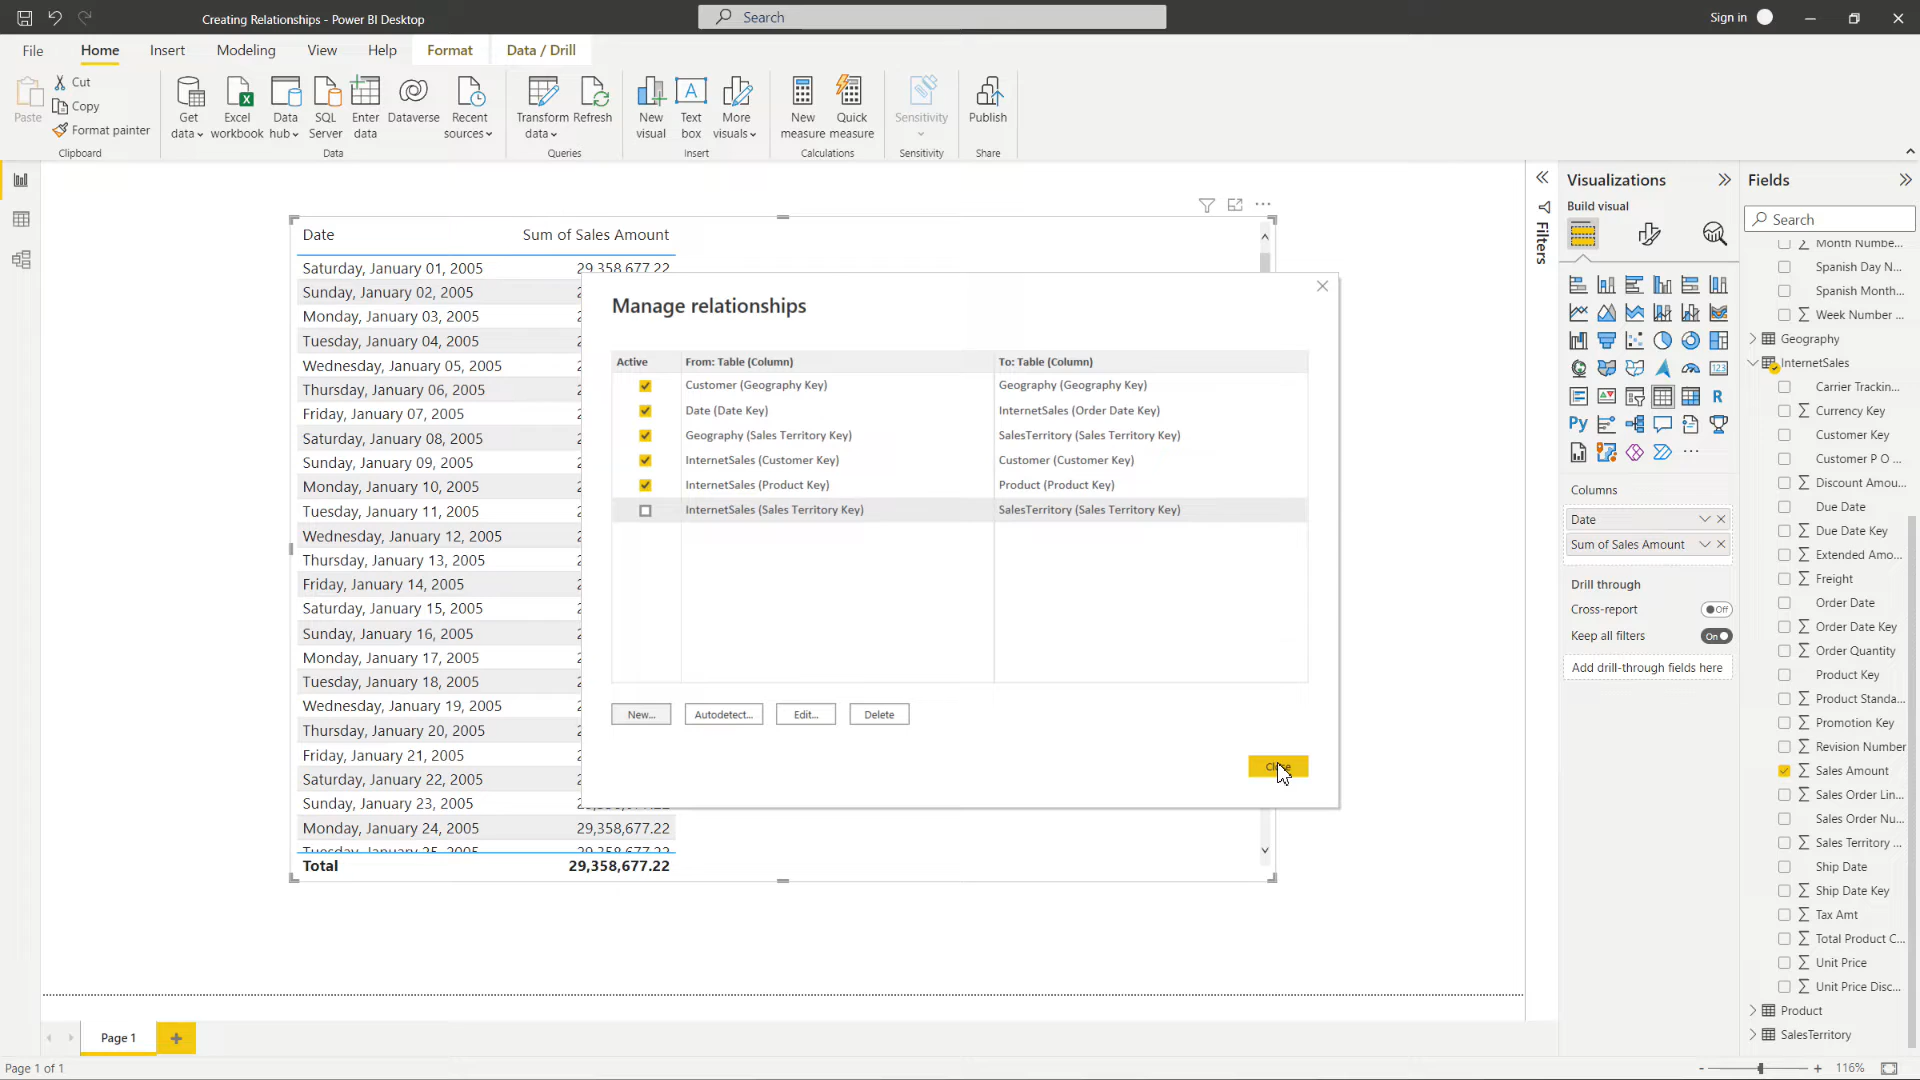 Creating Relationships - Power BI Desktop
Search
Sign in
File
Home
Insert
Modeling
View
Help
Format
Data / Drill
Paste
Cut
Copy
Format painter
Clipboard
Get data
Excel workbook
Data hub
SQL Server
Enter data
Dataverse
Recent sources
Data
Transform data
Refresh
Queries
New visual
Text box
More visuals
Insert
New measure
Quick measure
Calculations
Sensitivity
Sensitivity
Publish
Share
Date Sum of Sales Amount
Saturday, January 01, 2005 29,358,677.22
Sunday, January 02, 2005
Monday, January 03, 2005
Tuesday, January 04, 2005
Wednesday, January 05, 2005
Thursday, January 06, 2005
Friday, January 07, 2005
Saturday, January 08, 2005
Sunday, January 09, 2005
Monday, January 10, 2005
Tuesday, January 11, 2005
Wednesday, January 12, 2005
Thursday, January 13, 2005
Friday, January 14, 2005
Saturday, January 15, 2005
Sunday, January 16, 2005
Monday, January 17, 2005
Tuesday, January 18, 2005
Wednesday, January 19, 2005
Thursday, January 20, 2005
Friday, January 21, 2005
Saturday, January 22, 2005
Sunday, January 23, 2005 29,358,677.22
Monday, January 24, 2005 29,358,677.22
Tuesday, January 25, 2005 29,358,677.22
Total 29,358,677.22
Manage relationships
Active From: Table (Column) To: Table (Column)
Customer (Geography Key) Geography (Geography Key)
Date (Date Key) InternetSales (Order Date Key)
Geography (Sales Territory Key) SalesTerritory (Sales Territory Key)
InternetSales (Customer Key) Customer (Customer Key)
InternetSales (Product Key) Product (Product Key)
InternetSales (Sales Territory Key) SalesTerritory (Sales Territory Key)
New...
Autodetect...
Edit...
Delete
Filters
Visualizations
Build visual
123
R
Py
...
Columns
Date
Sum of Sales Amount
Drill through
Cross-report Off
Keep all filters On
Add drill-through fields here
Fields
Search
Month Numbe...
Spanish Day N...
Spanish Month...
Week Number ...
Geography
InternetSales
Carrier Trackin...
Currency Key
Customer Key
Customer P O ...
Discount Amou...
Due Date
Due Date Key
Extended Amo...
Freight
Order Date
Order Date Key
Order Quantity
Product Key
Product Standa...
Promotion Key
Revision Number
Sales Amount
Sales Order Lin...
Sales Order Nu...
Sales Territory ...
Ship Date
Ship Date Key
Tax Amt
Total Product C...
Unit Price
Unit Price Disc...
Product
SalesTerritory
Page 1
Page 1 of 1
116%